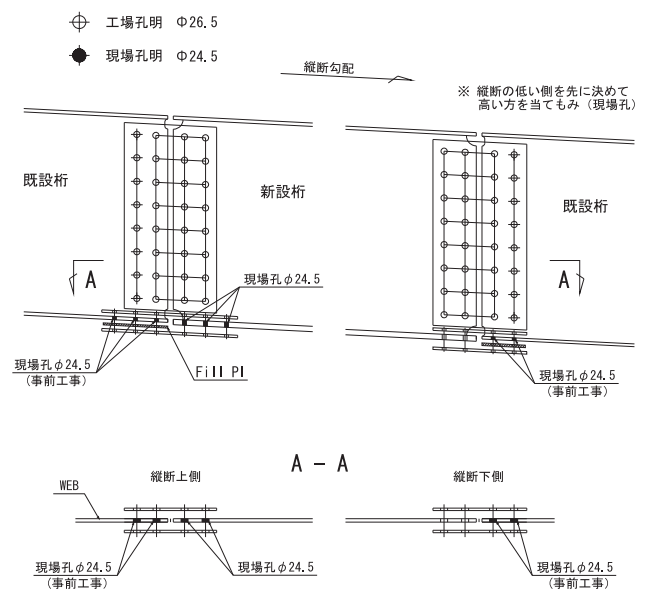 工場孔明 Φ26.5
現場孔明 Φ24.5
縦断勾配
※ 縦断の低い側を先に決めて
高い方を当てもみ（現場孔）
既設桁
新設桁
既設桁
A
A
現場孔φ24.5
現場孔φ24.5
(事前工事)
Fill Pl
現場孔φ24.5
(事前工事)
A − A
縦断上側
縦断下側
WEB
現場孔φ24.5
(事前工事)
現場孔φ24.5
現場孔φ24.5
(事前工事)